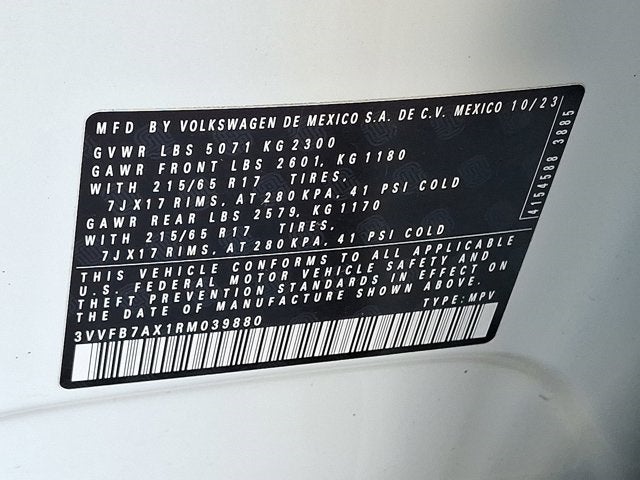 MFD BY VOLKSWAGEN DE MEXICO S.A. DE C.V. MEXICO 10/23
GVWR LBS 5071 KG 2300
GAWR FRONT LBS 2601, KG 1180
WITH 215/65 R17 TIRES,
7JX17 RIMS, AT 280 KPA, 41 PSI COLD
GAWR REAR LBS 2579, KG 1170
WITH 215/65 R17 TIRES,
7JX17 RIMS, AT 280 KPA, 41 PSI COLD
4154588 3885
THIS VEHICLE CONFORMS TO ALL APPLICABLE
U.S. FEDERAL MOTOR VEHICLE SAFETY AND
THEFT PREVENTION STANDARDS IN EFFECT ON
THE DATE OF MANUFACTURE SHOWN ABOVE.
3VVFB7AX1RM039880 TYPE: MPV